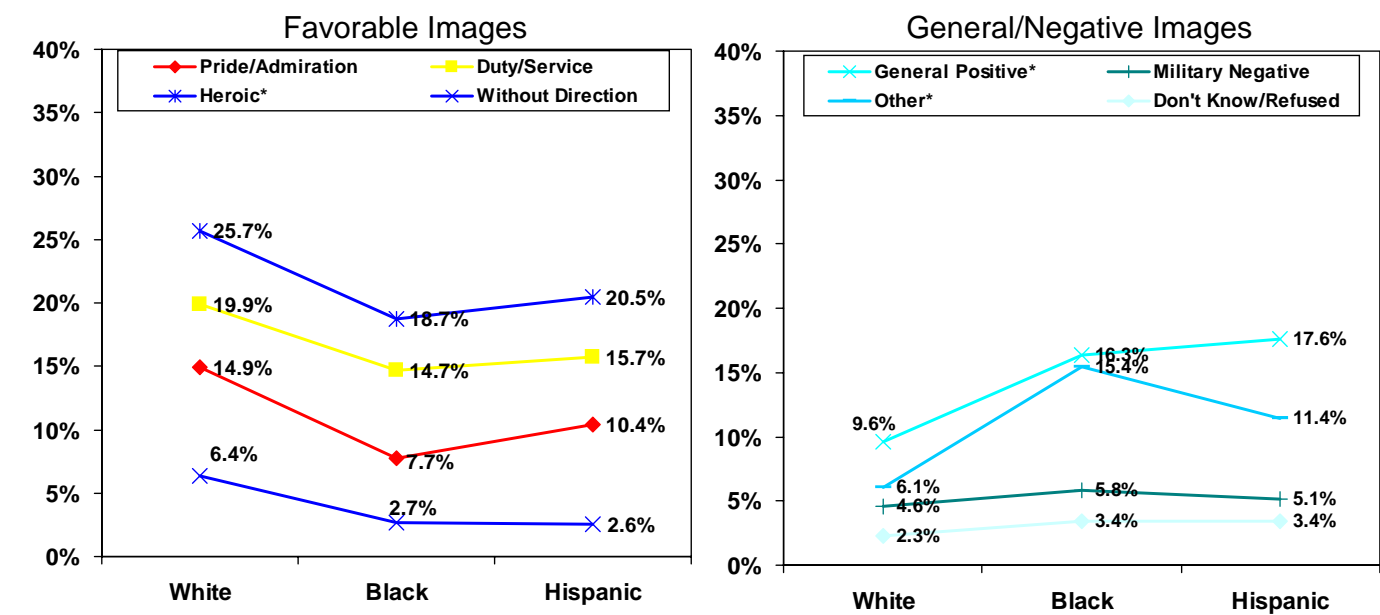 Favorable Images
40%
35%
30%
25%
20%
15%
10%
5%
0%
Pride/Admiration
Duty/Service
Heroic*
Without Direction
25.7%
18.7%
20.5%
19.9%
14.7%
15.7%
14.9%
7.7%
10.4%
6.4%
2.7%
2.6%
White
Black
Hispanic
General/Negative Images
40%
35%
30%
25%
20%
15%
10%
5%
0%
General Positive*
Military Negative
Other*
Don't Know/Refused
9.6%
16.3%
17.6%
6.1%
15.4%
11.4%
4.6%
5.8%
5.1%
2.3%
3.4%
3.4%
White
Black
Hispanic